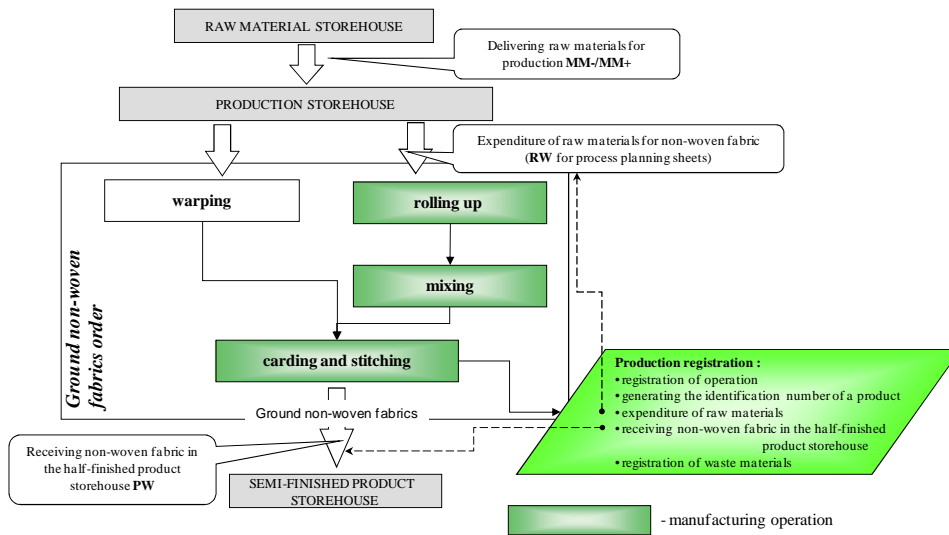 RAW MATERIAL STOREHOUSE
Delivering raw materials for
production MM-/MM+
PRODUCTION STOREHOUSE
Expenditure of raw materials for non-woven fabric
(RW for process planning sheets)
warping
rolling up
mixing
Ground non-woven
fabrics order
carding and stitching
Production registration :
• registration of operation
• generating the identification number of a product
• expenditure of raw materials
• receiving non-woven fabric in the half-finished
product storehouse
• registration of waste materials
Ground non-woven fabrics
Receiving non-woven fabric in
the half-finished product
storehouse PW
SEMI-FINISHED PRODUCT
STOREHOUSE
- manufacturing operation